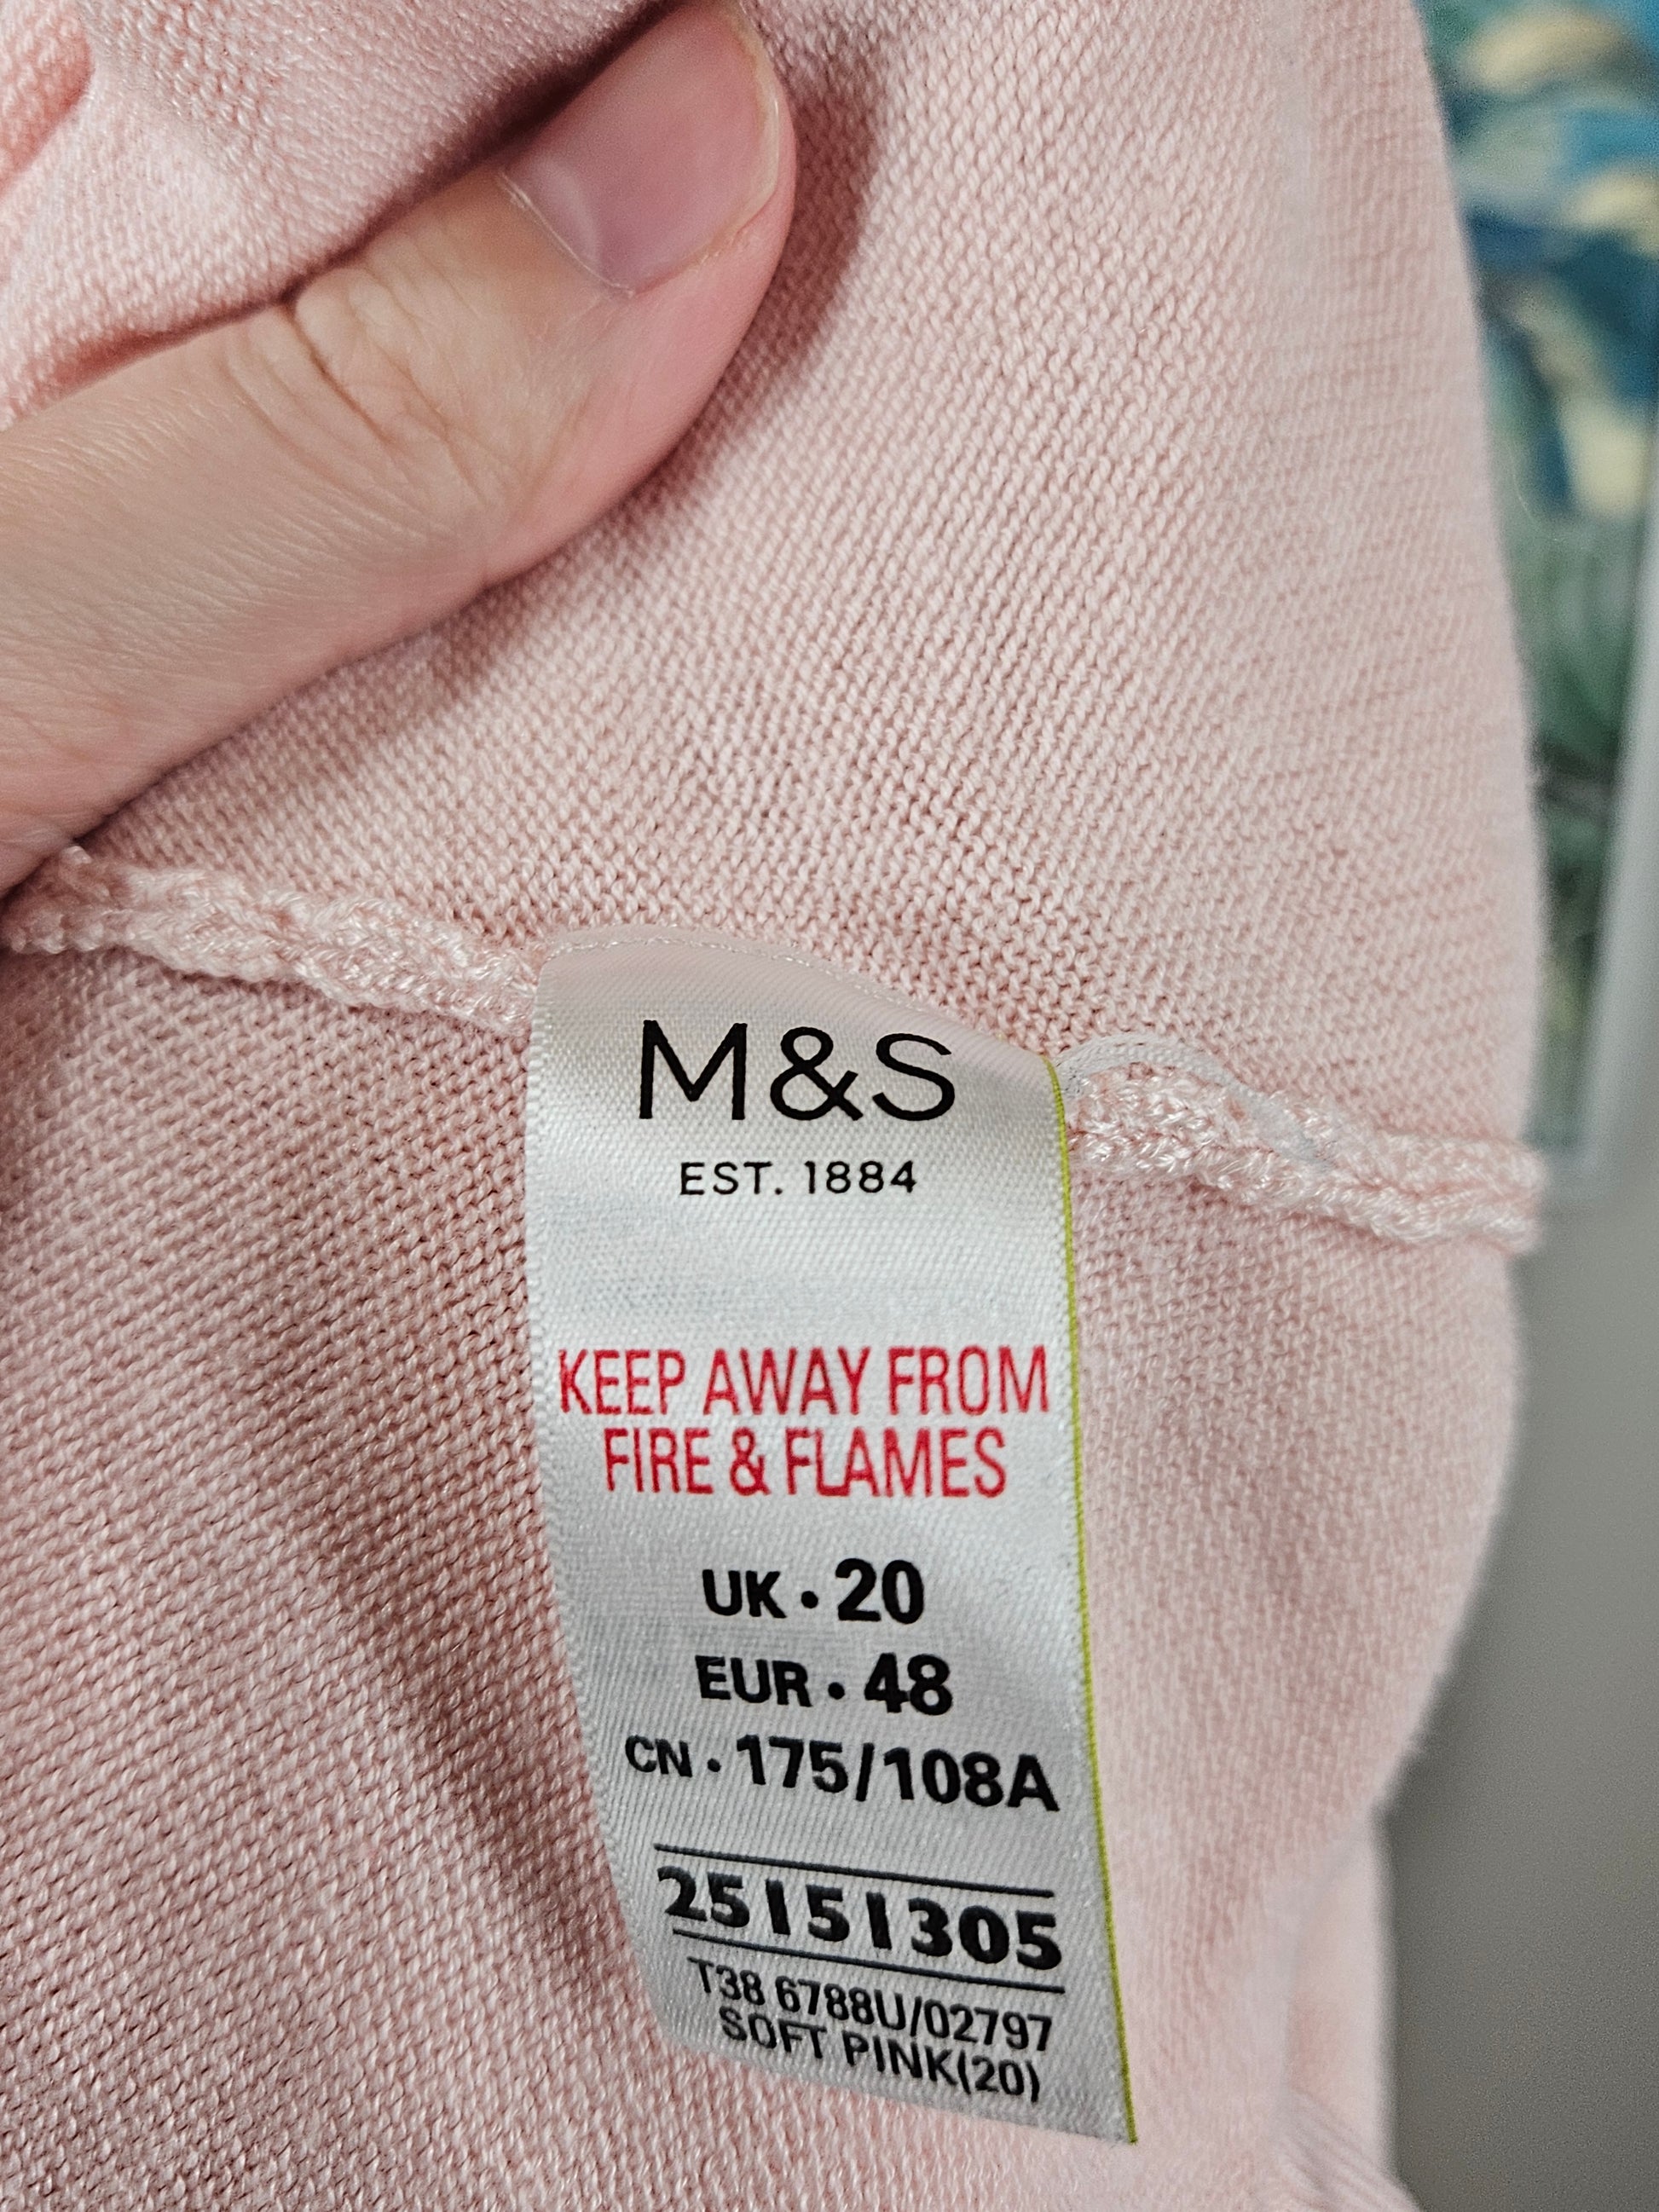 M&S
EST. 1884
KEEP AWAY FROM
FIRE & FLAMES
UK • 20
EUR • 48
CN • 175/108A
25151305
T38 6788U/02797
SOFT PINK(20)